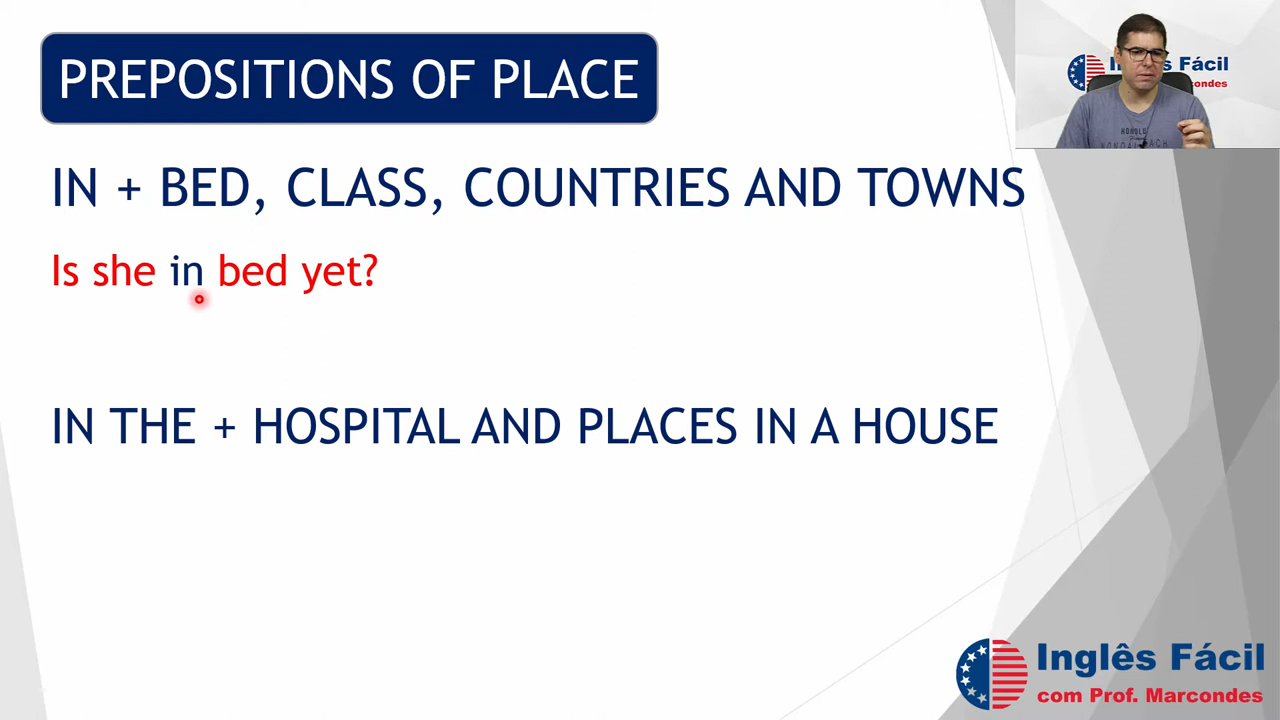 PREPOSITIONS OF PLACE
IN + BED, CLASS, COUNTRIES AND TOWNS
Is she in bed yet?
IN THE + HOSPITAL AND PLACES IN A HOUSE
Inglês Fácil
com Prof. Marcondes
Fácil